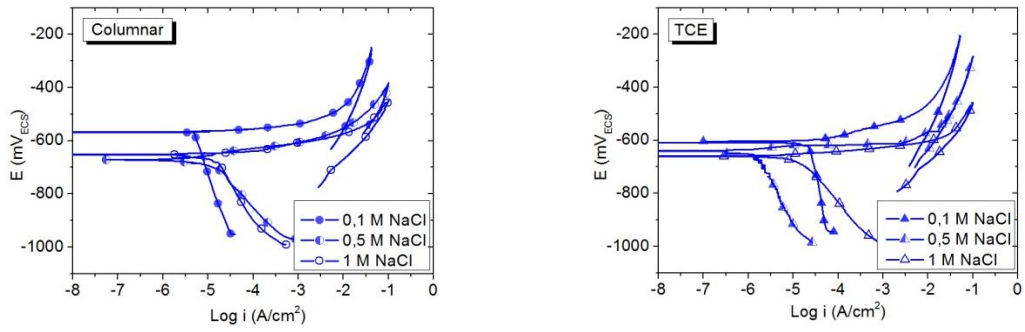 Columnar
-200
-400
-600
-800
-1000
E (mV_ECS)
0,1 M NaCl
0,5 M NaCl
1 M NaCl
-8 -7 -6 -5 -4 -3 -2 -1 0
Log i (A/cm²)
TCE
-200
-400
-600
-800
-1000
E (mV_ECS)
0,1 M NaCl
0,5 M NaCl
1 M NaCl
-8 -7 -6 -5 -4 -3 -2 -1 0
Log i (A/cm²)